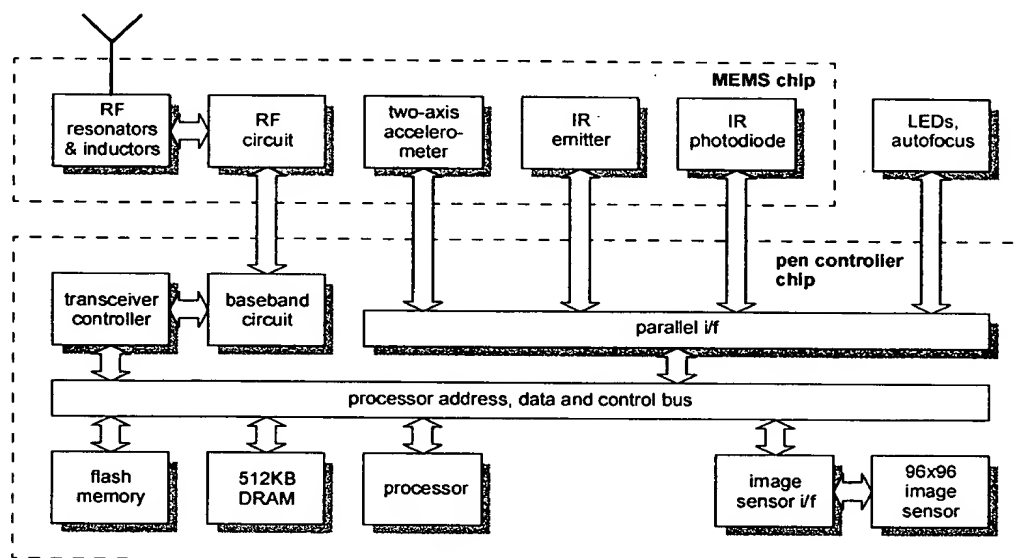 MEMS chip
RF
resonators
& inductors
RF
circuit
two-axis
accelero-
meter
IR
emitter
IR
photodiode
LEDs,
autofocus
pen controller
chip
transceiver
controller
baseband
circuit
parallel i/f
processor address, data and control bus
flash
memory
512KB
DRAM
processor
image
sensor i/f
96x96
image
sensor